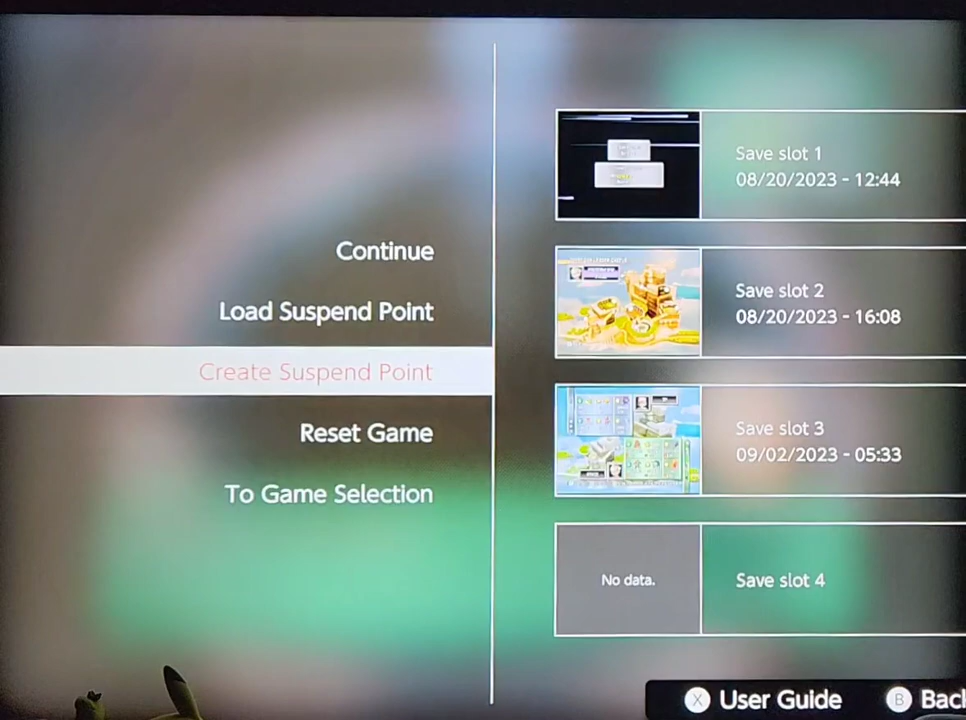 Continue
Load Suspend Point
Create Suspend Point
Reset Game
To Game Selection
Save slot 1
08/20/2023 - 12:44
Save slot 2
08/20/2023 - 16:08
Save slot 3
09/02/2023 - 05:33
No data.
Save slot 4
X User Guide
B Back